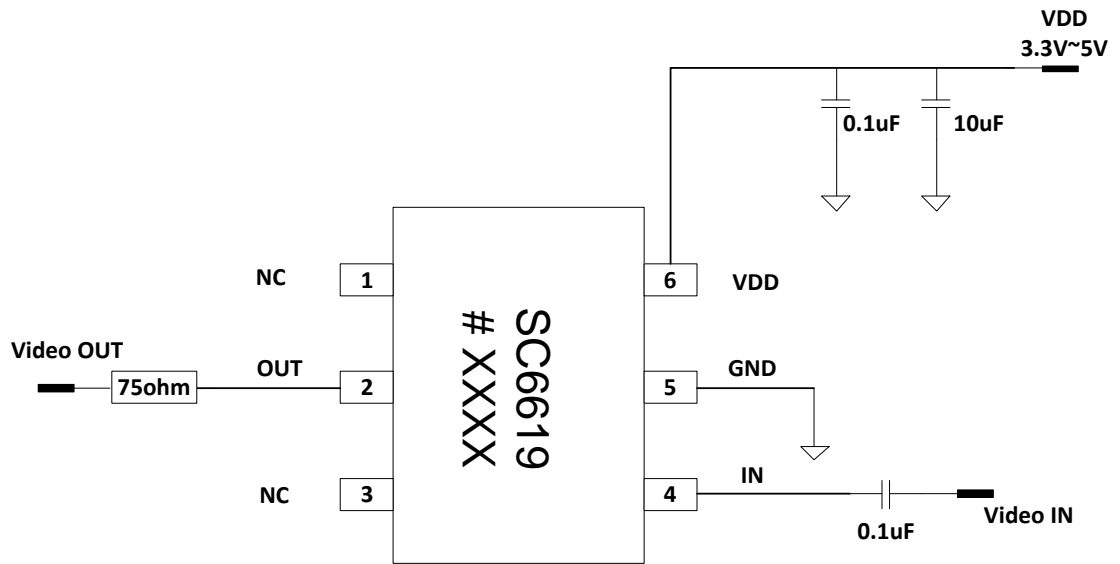 VDD
3.3V~5V
0.1uF
10uF
NC
1
6
VDD
SC6619
# XXXX
Video OUT
75ohm
OUT
2
5
GND
NC
3
4
IN
0.1uF
Video IN